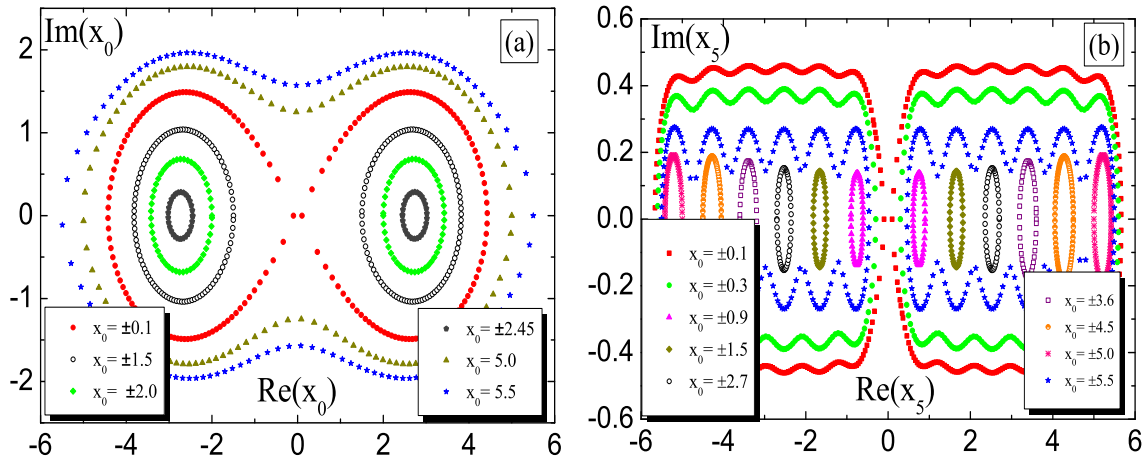 Im(x₀)
(a)
2
1
0
-1
-2
x₀= ±0.1
x₀= ±1.5
x₀= ±2.0
x₀= ±2.45
x₀= 5.0
x₀= 5.5
Re(x₀)
-6 -4 -2 0 2 4 6
Im(x₅)
(b)
0.6
0.4
0.2
0.0
-0.2
-0.4
-0.6
x₀= ±0.1
x₀= ±0.3
x₀= ±0.9
x₀= ±1.5
x₀= ±2.7
x₀= ±3.6
x₀= ±4.5
x₀= ±5.0
x₀= ±5.5
Re(x₅)
-6 -4 -2 0 2 4 6